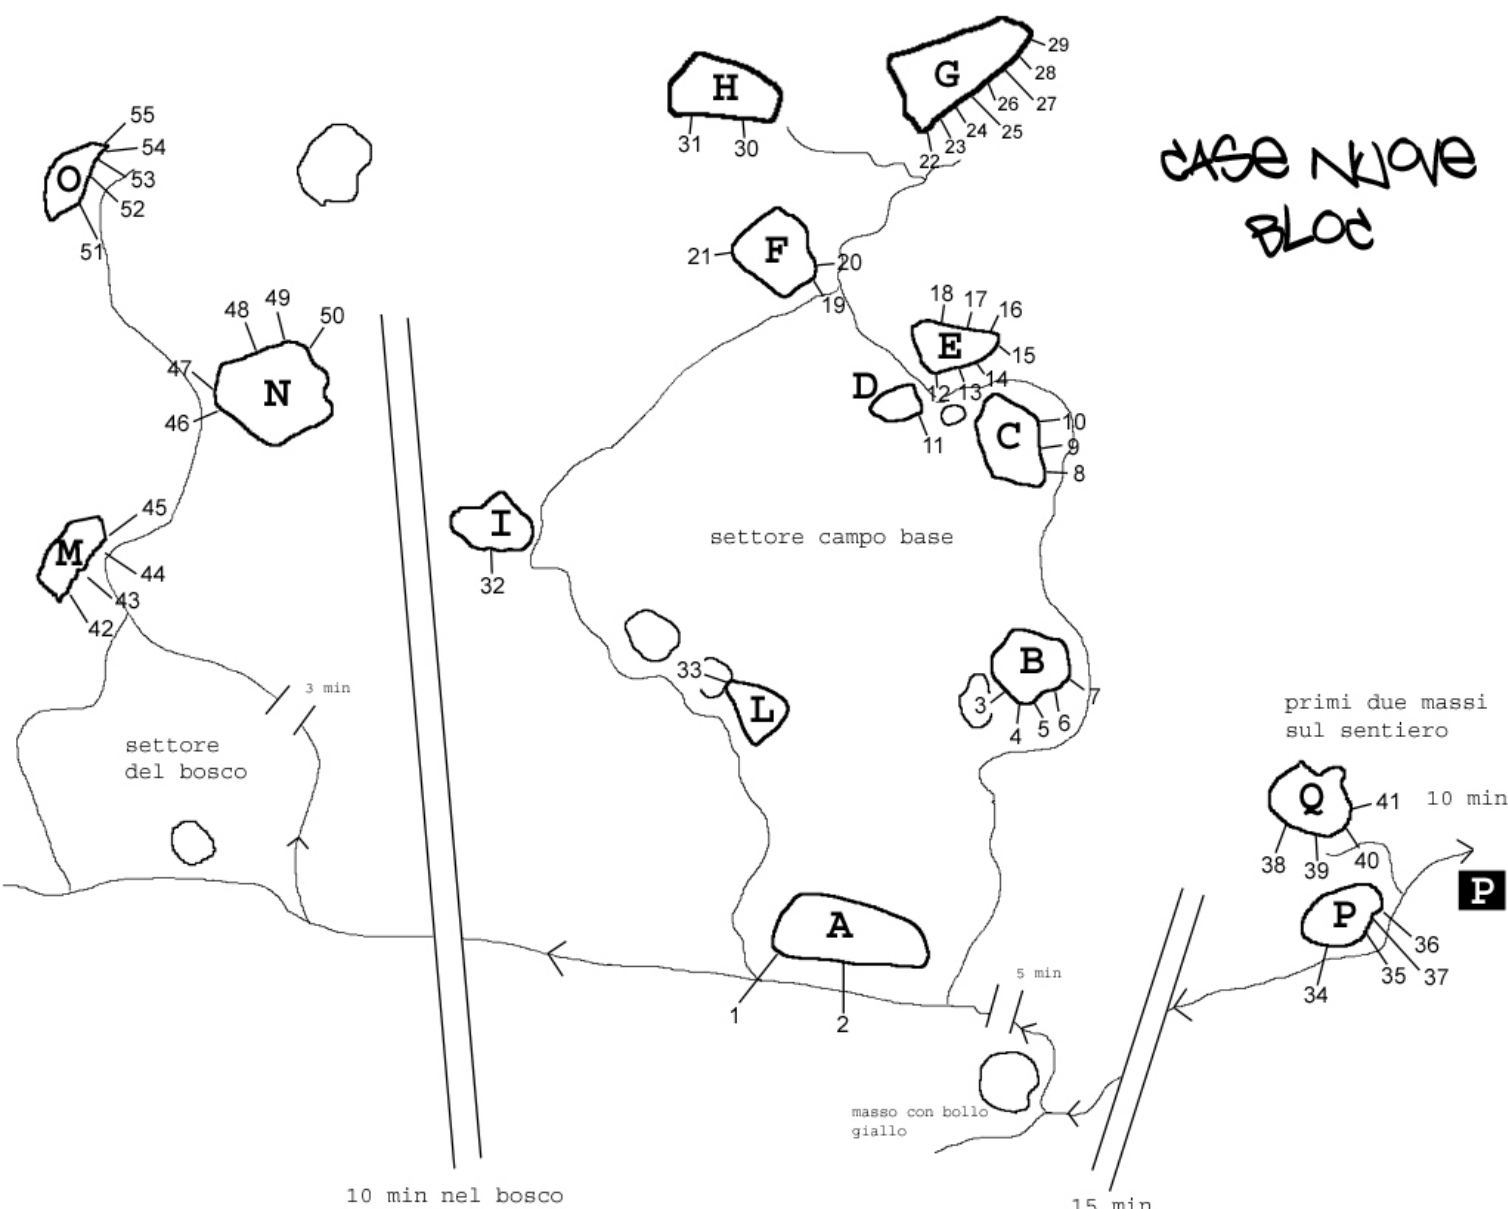 CASE NUOVE
BLOC
H
31
30
G
29
28
27
26
25
24
23
22
55
54
53
52
51
O
F
21
20
19
48
49
50
47
46
N
18
17
16
15
14
13
12
E
D
11
C
10
9
8
I
32
settore campo base
45
44
43
42
M
3 min
settore
del bosco
33
L
B
3
4
5
6
7
primi due massi
sul sentiero
Q
41
10 min
38
39
40
P
P
36
37
35
34
A
1
2
5 min
masso con bollo
giallo
10 min nel bosco
15 min